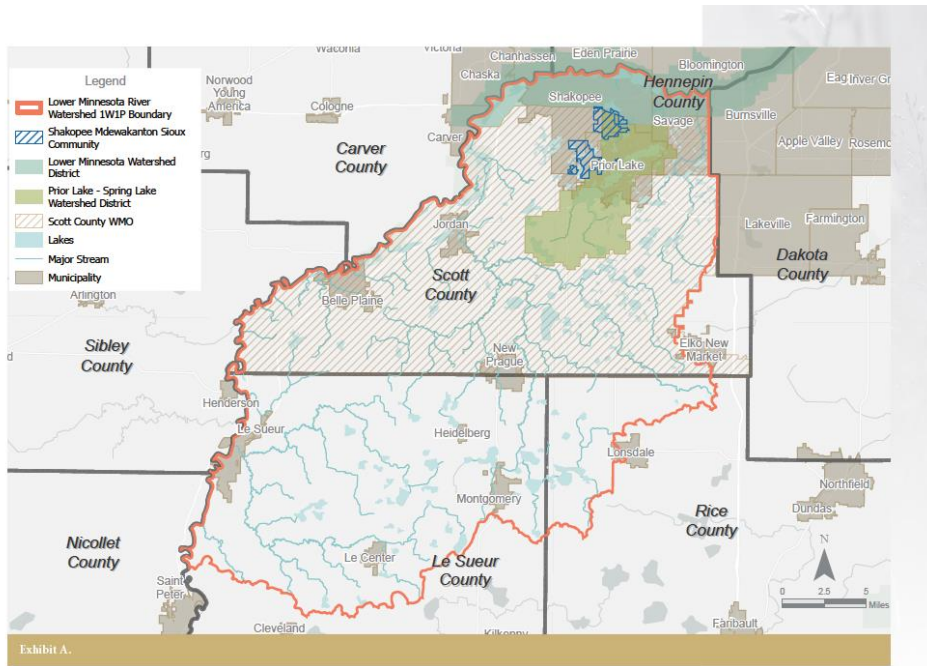 Waconia
Victoria
Chanhassen
Eden Prairie
Bloomington
Chaska
Hennepin
County
Eag
Inver Gr
Legend
Lower Minnesota River
Watershed 1W1P Boundary
Shakopee Mdewakanton Sioux
Community
Lower Minnesota Watershed
District
Prior Lake - Spring Lake
Watershed District
Scott County WMO
Lakes
Major Stream
Municipality
Norwood
Young
America
Cologne
Carver
Shakopee
Savage
Burnsville
Carver
County
Prior Lake
Apple Valley
Rosem
rg
Jordan
Lakeville
Farmington
Dakota
County
Scott
County
Arlington
Belle Plaine
Sibley
County
d
New
Prague
Elko New
Market
Henderson
Le Sueur
Heidelberg
Lonsdale
Montgomery
Northfield
Dundas
Rice
County
Nicollet
County
Le Center
Le Sueur
County
N
Saint
Peter
0 2.5 5
Miles
Cleveland
Kilkenny
Faribault
Exhibit A.